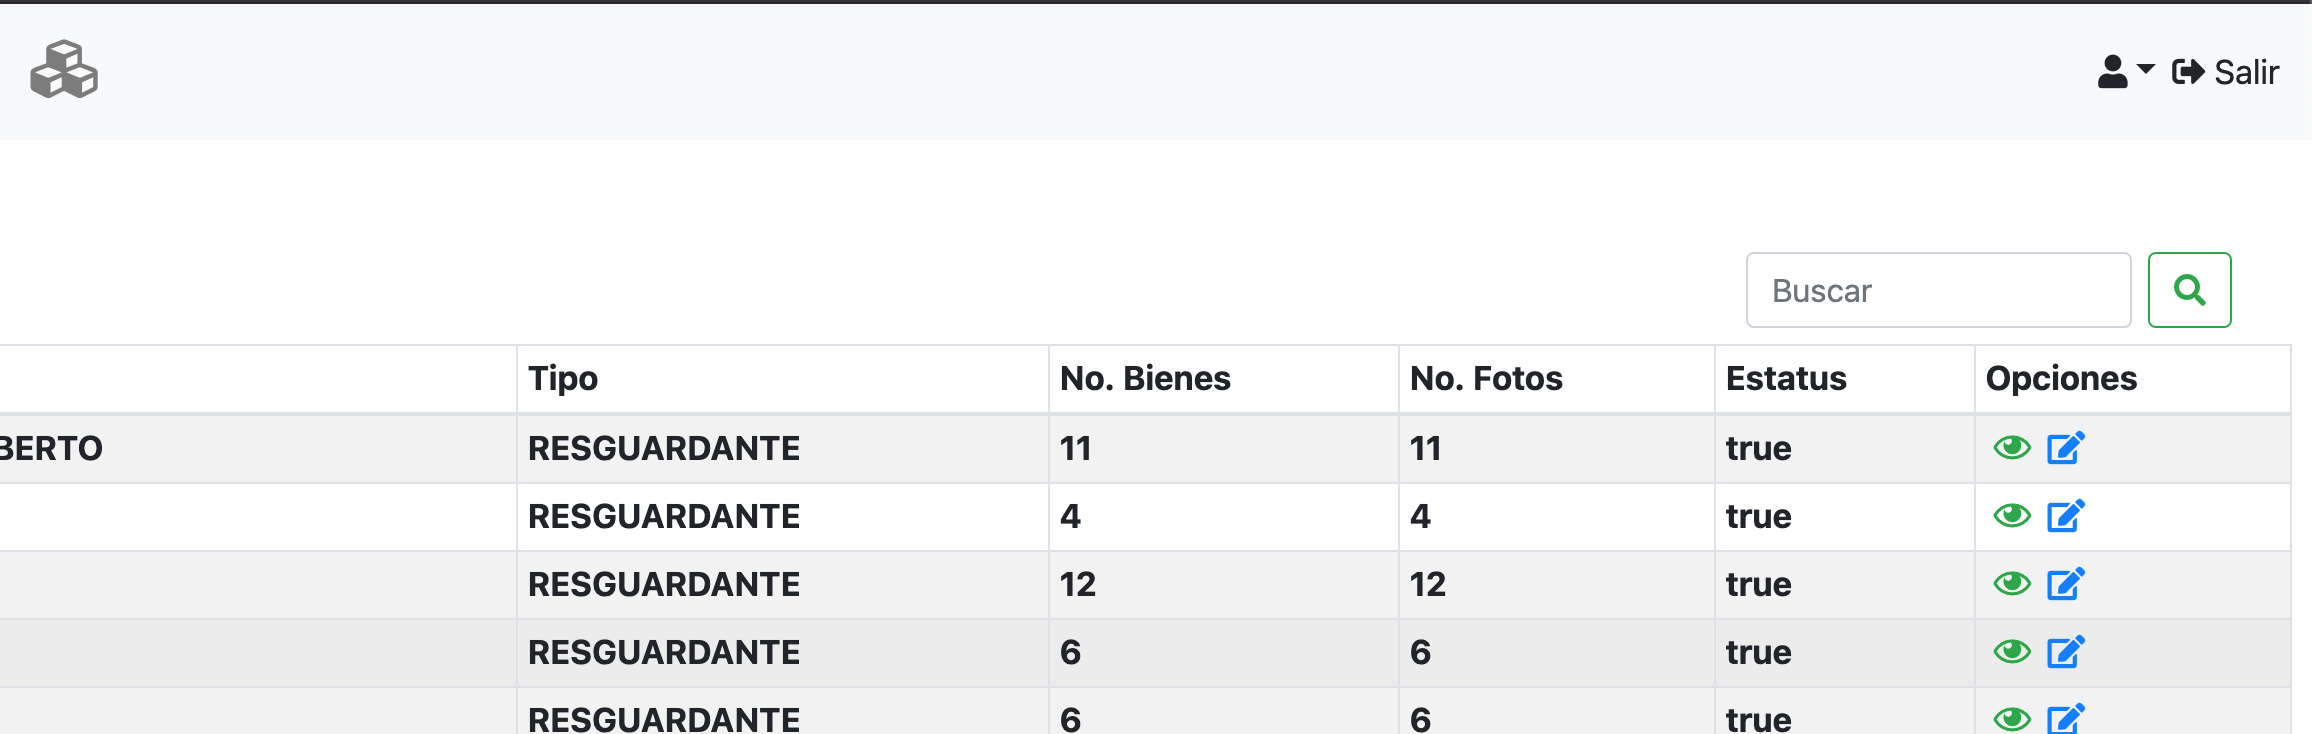 Salir
Buscar
Tipo No. Bienes No. Fotos Estatus Opciones
BERTO RESGUARDANTE 11 11 true
RESGUARDANTE 4 4 true
RESGUARDANTE 12 12 true
RESGUARDANTE 6 6 true
RESGUARDANTE 6 6 true